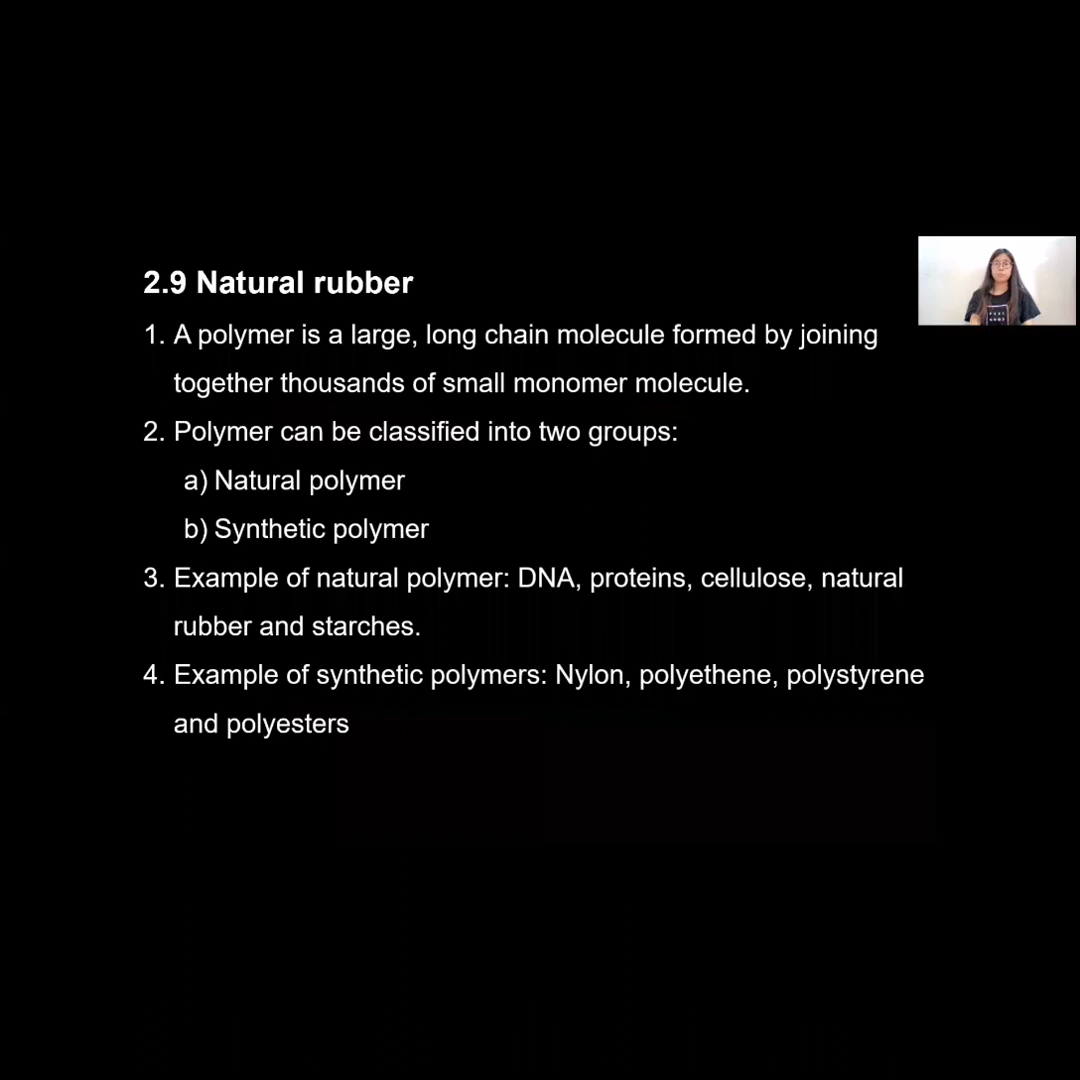 2.9 Natural rubber
1. A polymer is a large, long chain molecule formed by joining
together thousands of small monomer molecule.
2. Polymer can be classified into two groups:
a) Natural polymer
b) Synthetic polymer
3. Example of natural polymer: DNA, proteins, cellulose, natural
rubber and starches.
4. Example of synthetic polymers: Nylon, polyethene, polystyrene
and polyesters